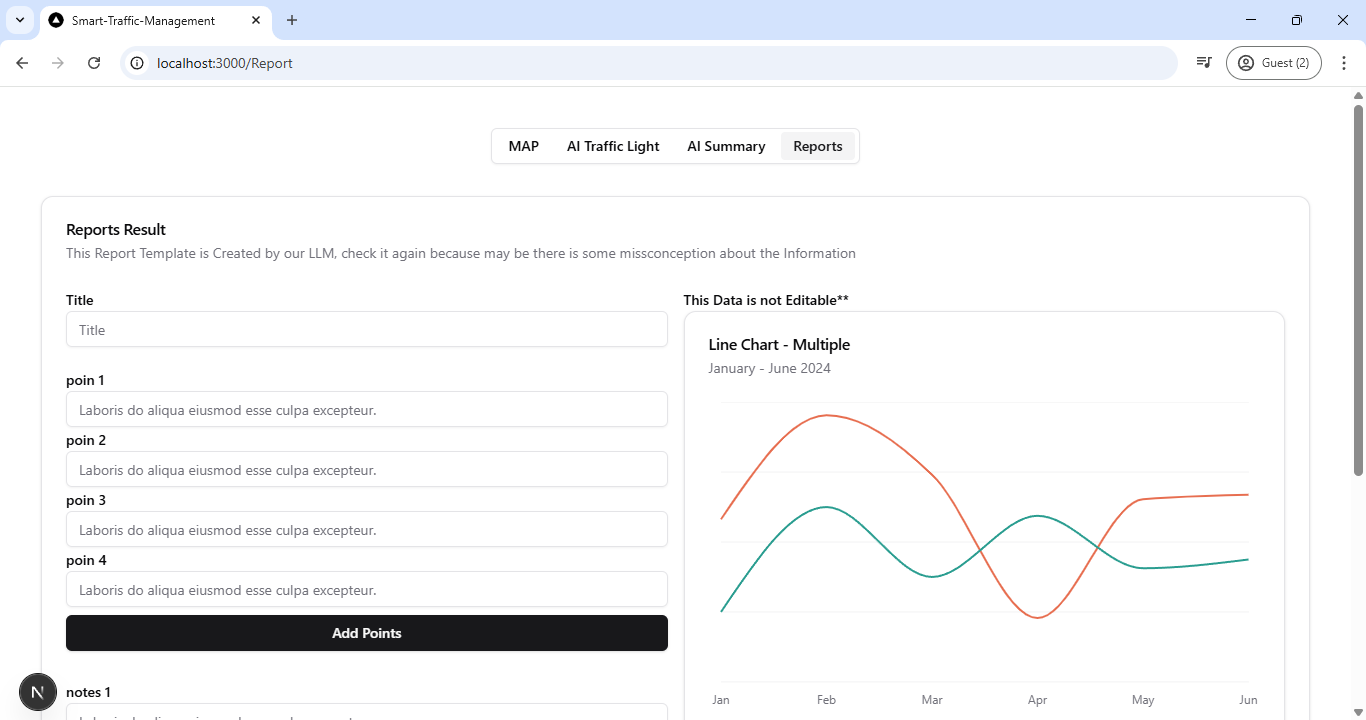 Smart-Traffic-Management
localhost:3000/Report
Guest (2)
MAP
AI Traffic Light
AI Summary
Reports
Reports Result
This Report Template is Created by our LLM, check it again because may be there is some missconception about the Information
Title
Title
poin 1
Laboris do aliqua eiusmod esse culpa excepteur.
poin 2
Laboris do aliqua eiusmod esse culpa excepteur.
poin 3
Laboris do aliqua eiusmod esse culpa excepteur.
poin 4
Laboris do aliqua eiusmod esse culpa excepteur.
Add Points
notes 1
This Data is not Editable**
Line Chart - Multiple
January - June 2024
Jan
Feb
Mar
Apr
May
Jun
N